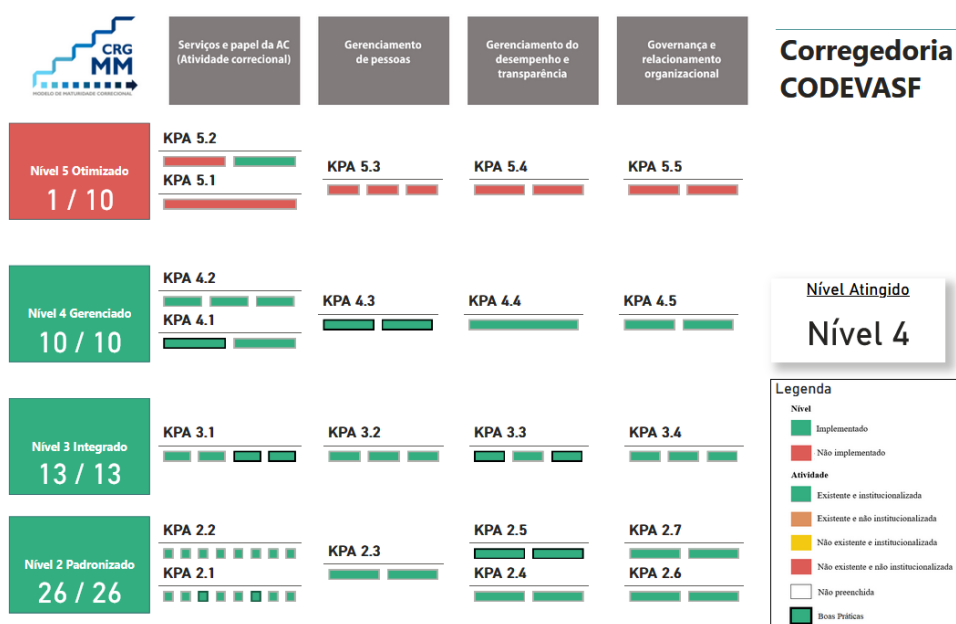 CRG
MM
MODELO DE MATURIDADE CORRECIONAL
Serviços e papel da AC
(Atividade correcional)
Gerenciamento
de pessoas
Gerenciamento do
desempenho e
transparência
Governança e
relacionamento
organizacional
Corregedoria
CODEVASF
Nível 5 Otimizado
1 / 10
KPA 5.2
KPA 5.1
KPA 5.3
KPA 5.4
KPA 5.5
Nível 4 Gerenciado
10 / 10
KPA 4.2
KPA 4.1
KPA 4.3
KPA 4.4
KPA 4.5
Nível Atingido
Nível 4
Nível 3 Integrado
13 / 13
KPA 3.1
KPA 3.2
KPA 3.3
KPA 3.4
Nível 2 Padronizado
26 / 26
KPA 2.2
KPA 2.1
KPA 2.3
KPA 2.5
KPA 2.4
KPA 2.7
KPA 2.6
Legenda
Nível
Implementado
Não implementado
Atividade
Existente e institucionalizada
Existente e não institucionalizada
Não existente e institucionalizada
Não existente e não institucionalizada
Não preenchida
Boas Práticas